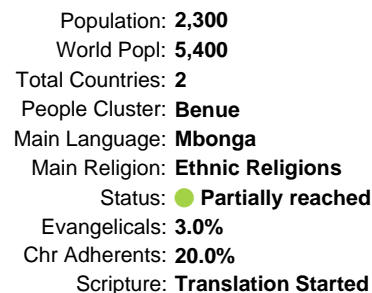 Population: 2,300
World Popl: 5,400
Total Countries: 2
People Cluster: Benue
Main Language: Mbonga
Main Religion: Ethnic Religions
Status: Partially reached
Evangelicals: 3.0%
Chr Adherents: 20.0%
Scripture: Translation Started